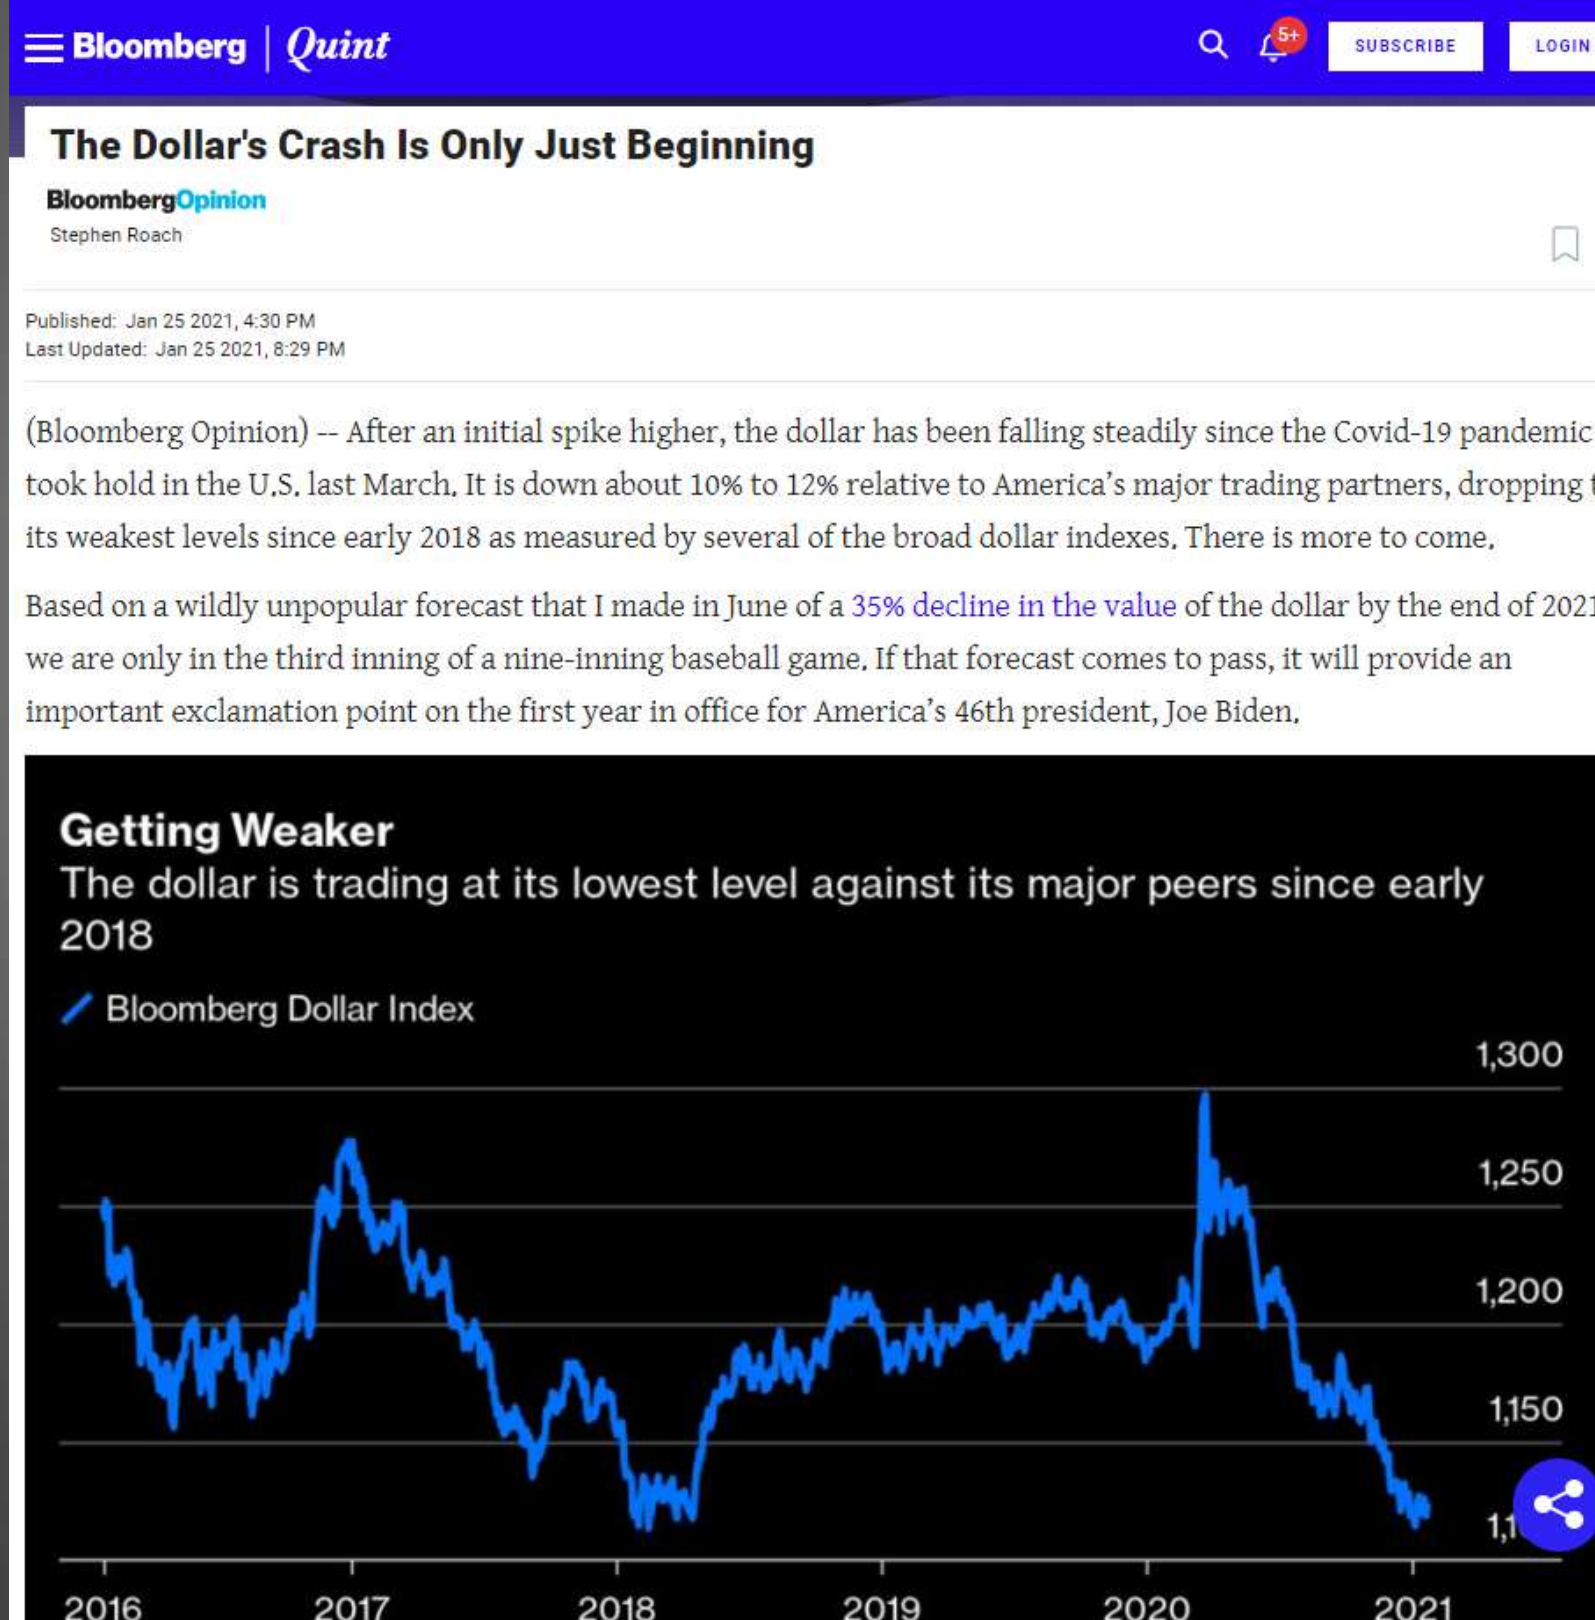 Bloomberg | Quint
5+
SUBSCRIBE
LOGIN
The Dollar's Crash Is Only Just Beginning
BloombergOpinion
Stephen Roach
Published: Jan 25 2021, 4:30 PM
Last Updated: Jan 25 2021, 8:29 PM
(Bloomberg Opinion) -- After an initial spike higher, the dollar has been falling steadily since the Covid-19 pandemic
took hold in the U.S. last March. It is down about 10% to 12% relative to America’s major trading partners, dropping
its weakest levels since early 2018 as measured by several of the broad dollar indexes. There is more to come.
Based on a wildly unpopular forecast that I made in June of a 35% decline in the value of the dollar by the end of 2021
we are only in the third inning of a nine-inning baseball game. If that forecast comes to pass, it will provide an
important exclamation point on the first year in office for America’s 46th president, Joe Biden.
Getting Weaker
The dollar is trading at its lowest level against its major peers since early
2018
Bloomberg Dollar Index
1,300
1,250
1,200
1,150
2016 2017 2018 2019 2020 2021